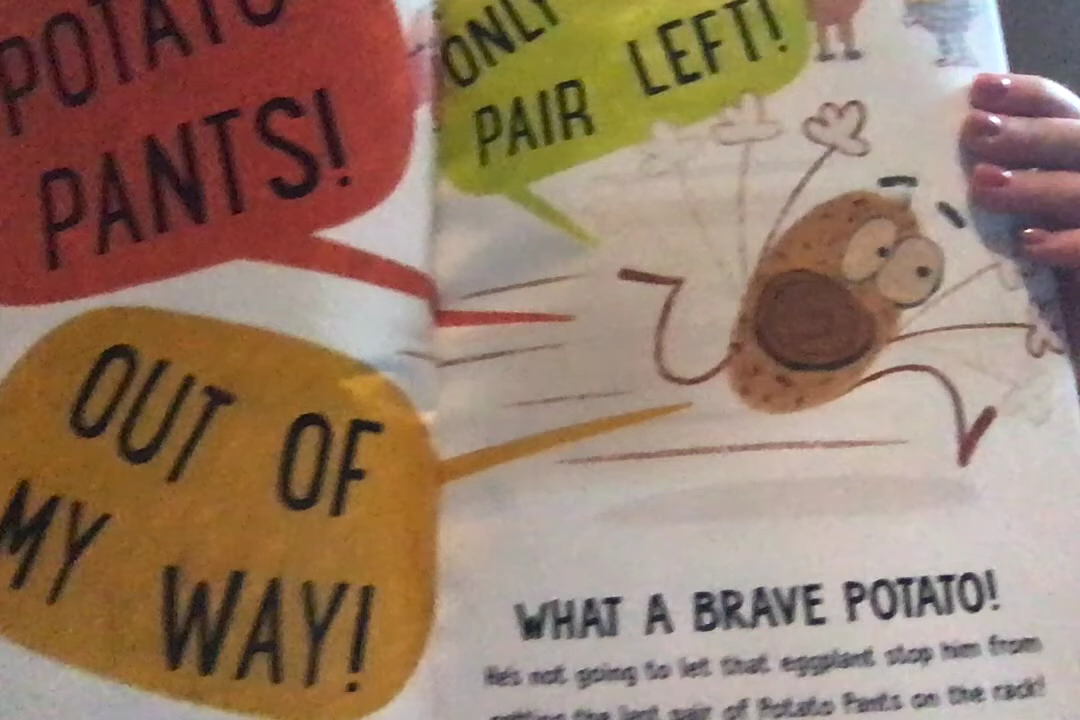 POTATO
PANTS!
ONLY
PAIR LEFT!
OUT OF
MY WAY!
WHAT A BRAVE POTATO!
He's not going to let that eggplant stop him from
getting the last pair of Potato Pants on the rack!